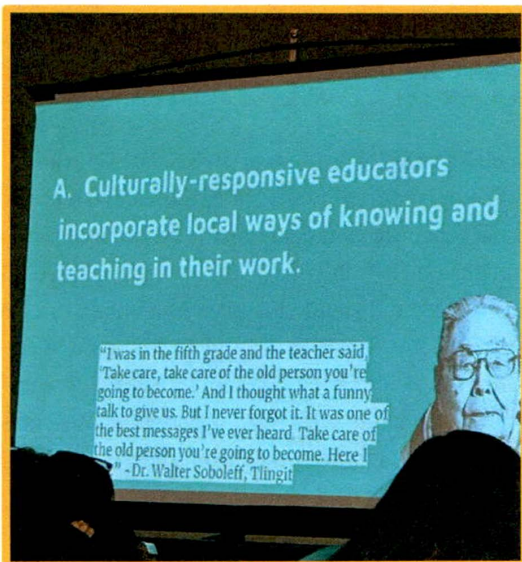 A. Culturally-responsive educators
incorporate local ways of knowing and
teaching in their work.
“I was in the fifth grade and the teacher said,
‘Take care, take care of the old person you’re
going to become.’ And I thought what a funny
talk to give us. But I never forgot it. It was one of
the best messages I’ve ever heard. Take care of
the old person you’re going to become. Here I
” ~Dr. Walter Soboleff, Tlingit